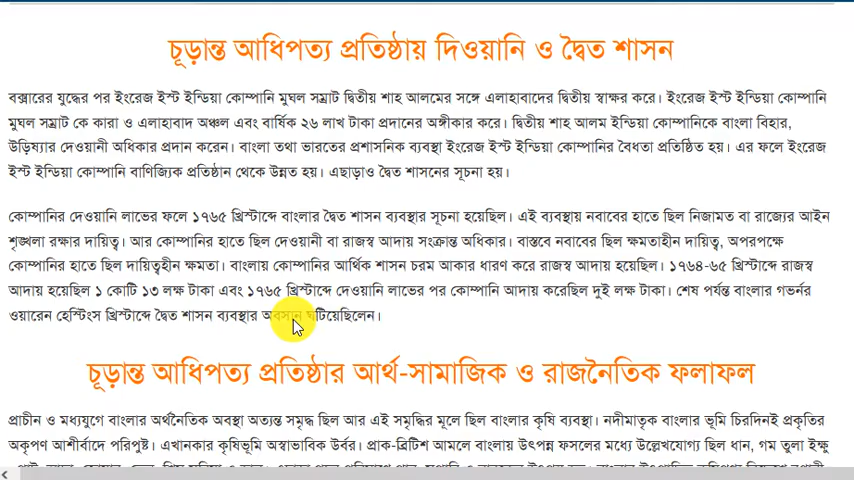 চূড়ান্ত আধিপত্য প্রতিষ্ঠায় দিওয়ানি ও দ্বৈত শাসন
বক্সারের যুদ্ধের পর ইংরেজ ইস্ট ইন্ডিয়া কোম্পানি মুঘল সম্রাট দ্বিতীয় শাহ আলমের সঙ্গে এলাহাবাদের দ্বিতীয় স্বাক্ষর করে। ইংরেজ ইস্ট ইন্ডিয়া কোম্পানি
মুঘল সম্রাট কে কারা ও এলাহাবাদ অঞ্চল এবং বার্ষিক ২৬ লাখ টাকা প্রদানের অঙ্গীকার করে। দ্বিতীয় শাহ আলম ইন্ডিয়া কোম্পানিকে বাংলা বিহার,
উড়িষ্যার দেওয়ানী অধিকার প্রদান করেন। বাংলা তথা ভারতের প্রশাসনিক ব্যবস্থা ইংরেজ ইস্ট ইন্ডিয়া কোম্পানির বৈধতা প্রতিষ্ঠিত হয়। এর ফলে ইংরেজ
ইস্ট ইন্ডিয়া কোম্পানি বাণিজ্যিক প্রতিষ্ঠান থেকে উন্নত হয়। এছাড়াও দ্বৈত শাসনের সূচনা হয়।
কোম্পানির দেওয়ানি লাভের ফলে ১৭৬৫ খ্রিস্টাব্দে বাংলার দ্বৈত শাসন ব্যবস্থার সূচনা হয়েছিল। এই ব্যবস্থায় নবাবের হাতে ছিল নিজামত বা রাজ্যের আইন
শৃঙ্খলা রক্ষার দায়িত্ব। আর কোম্পানির হাতে ছিল দেওয়ানী বা রাজস্ব আদায় সংক্রান্ত অধিকার। বাস্তবে নবাবের ছিল ক্ষমতাহীন দায়িত্ব, অপরপক্ষে
কোম্পানির হাতে ছিল দায়িত্বহীন ক্ষমতা। বাংলায় কোম্পানির আর্থিক শাসন চরম আকার ধারণ করে রাজস্ব আদায় হয়েছিল। ১৭৬৪-৬৫ খ্রিস্টাব্দে রাজস্ব
আদায় হয়েছিল ১ কোটি ১৩ লক্ষ টাকা এবং ১৭৬৫ খ্রিস্টাব্দে দেওয়ানি লাভের পর কোম্পানি আদায় করেছিল দুই লক্ষ টাকা। শেষ পর্যন্ত বাংলার গভর্নর
ওয়ারেন হেস্টিংস খ্রিস্টাব্দে দ্বৈত শাসন ব্যবস্থার অবসান ঘটিয়েছিলেন।
চূড়ান্ত আধিপত্য প্রতিষ্ঠার আর্থ-সামাজিক ও রাজনৈতিক ফলাফল
প্রাচীন ও মধ্যযুগে বাংলার অর্থনৈতিক অবস্থা অত্যন্ত সমৃদ্ধ ছিল আর এই সমৃদ্ধির মূলে ছিল বাংলার কৃষি ব্যবস্থা। নদীমাতৃক বাংলার ভূমি চিরদিনই প্রকৃতির
অকৃপণ আশীর্বাদে পরিপুষ্ট। এখানকার কৃষিভূমি অস্বাভাবিক উর্বর। প্রাক-ব্রিটিশ আমলে বাংলায় উৎপন্ন ফসলের মধ্যে উল্লেখযোগ্য ছিল ধান, গম তুলা ইক্ষু